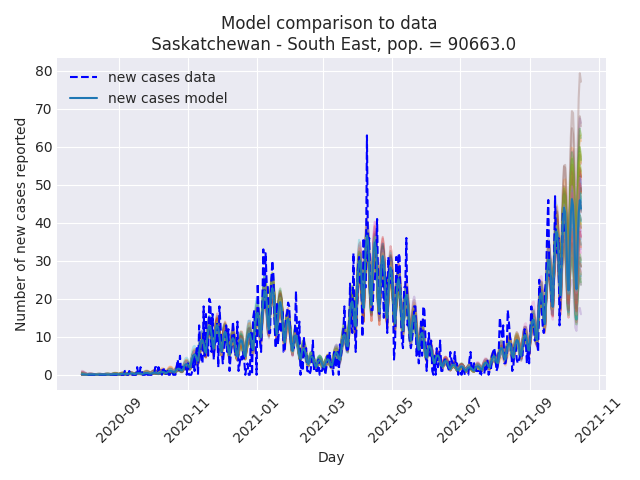 Model comparison to data
Saskatchewan - South East, pop. = 90663.0
new cases data
new cases model
Number of new cases reported
80
70
60
50
40
30
20
10
0
2020-09
2020-11
2021-01
2021-03
2021-05
2021-07
2021-09
2021-11
Day